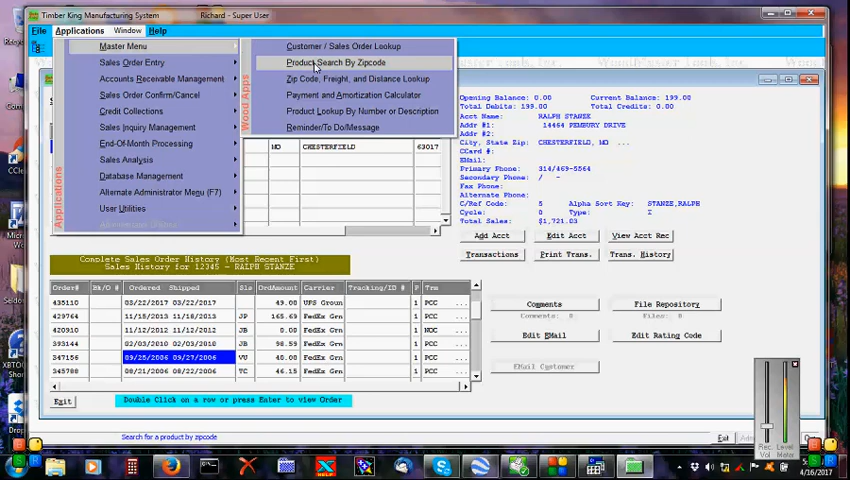 Timber King Manufacturing System Richard - Super User
File Applications Window Help
Master Menu
Sales Order Entry
Accounts Receivable Management
Sales Order Confirm/Cancel
Credit Collections
Sales Inquiry Management
End-Of-Month Processing
Sales Analysis
Database Management
Alternate Administrator Menu (F7)
User Utilities
Applications
Customer / Sales Order Lookup
Product Search By Zipcode
Zip Code, Freight, and Distance Lookup
Payment and Amortization Calculator
Product Lookup By Number or Description
Reminder/To Do/Message
Wood Apps
MO CHESTERFIELD 63017
Opening Balance: 0.00 Current Balance: 199.00
Total Debits: 199.00 Total Credits: 0.00
Acct Name: RALPH STANZE
Addr #1: 14464 PEMBURY DRIVE
Addr #2:
City, State Zip: CHESTERFIELD, MO ...
CCard #:
EMail:
Primary Phone: 314/469-5564
Secondary Phone: / -
Fax Phone:
Alternate Phone:
C/Ref Code: 5 Alpha Sort Key: STANZE,RALPH
Cycle: 0 Type: Z
Total Sales: $1,721.03
Add Acct Edit Acct View Acct Rec
Transactions Print Trans. Trans. History
Complete Sales Order History (Most Recent First)
Sales History for 12345 - RALPH STANZE
Order# Bk/O # Ordered Shipped Sls OrdAmount Carrier Tracking/ID # P Trm
435110 03/22/2017 03/22/2017 49.00 UPS Groun 1 PCC ...
429764 11/15/2013 11/18/2013 JP 165.69 FedEx Grn 1 PCC ...
420910 11/12/2012 11/12/2012 JB 0.00 FedEx Grn 1 NOC ...
393144 02/02/2010 02/03/2010 JB 98.59 FedEx Grn 1 PCC ...
347156 09/25/2006 09/27/2006 VU 48.00 FedEx Grn 1 PCC ...
345788 08/21/2006 08/22/2006 TC 46.15 FedEx Grn 1 PCC ...
Comments File Repository
Comments: 0 Files: 0
Edit EMail Edit Rating Code
EMail Customer
Exit Double Click on a row or press Enter to view Order
Search for a product by zipcode
Rec. Vol Level Meter
4/16/2017